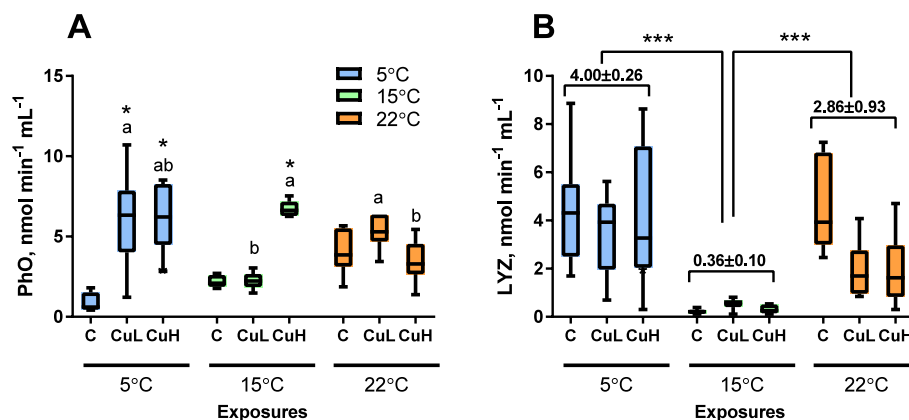 A
PhO, nmol min⁻¹ mL⁻¹
15
10
5
0
5°C
15°C
22°C
*
a
*
ab
b
*
a
a
b
C CuL CuH C CuL CuH C CuL CuH
5°C 15°C 22°C
Exposures
B
LYZ, nmol min⁻¹ mL⁻¹
10
8
6
4
2
0
*** ***
4.00±0.26
0.36±0.10
2.86±0.93
C CuL CuH C CuL CuH C CuL CuH
5°C 15°C 22°C
Exposures